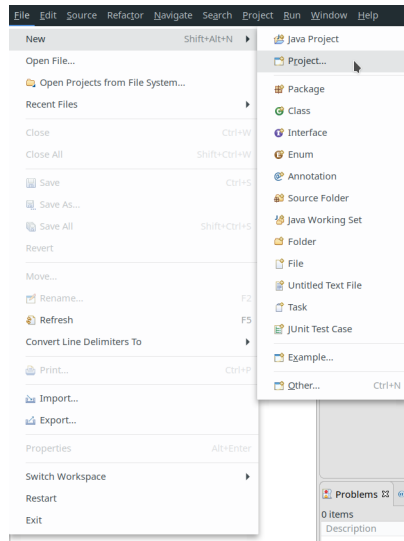 File Edit Source Refactor Navigate Search Project Run Window Help
New Shift+Alt+N
Open File...
Open Projects from File System...
Recent Files
Close Ctrl+W
Close All Shift+Ctrl+W
Save Ctrl+S
Save As...
Save All Shift+Ctrl+S
Revert
Move...
Rename... F2
Refresh F5
Convert Line Delimiters To
Print... Ctrl+P
Import...
Export...
Properties Alt+Enter
Switch Workspace
Restart
Exit
Java Project
Project...
Package
Class
Interface
Enum
Annotation
Source Folder
Java Working Set
Folder
File
Untitled Text File
Task
JUnit Test Case
Example...
Other... Ctrl+N
Problems
0 items
Description